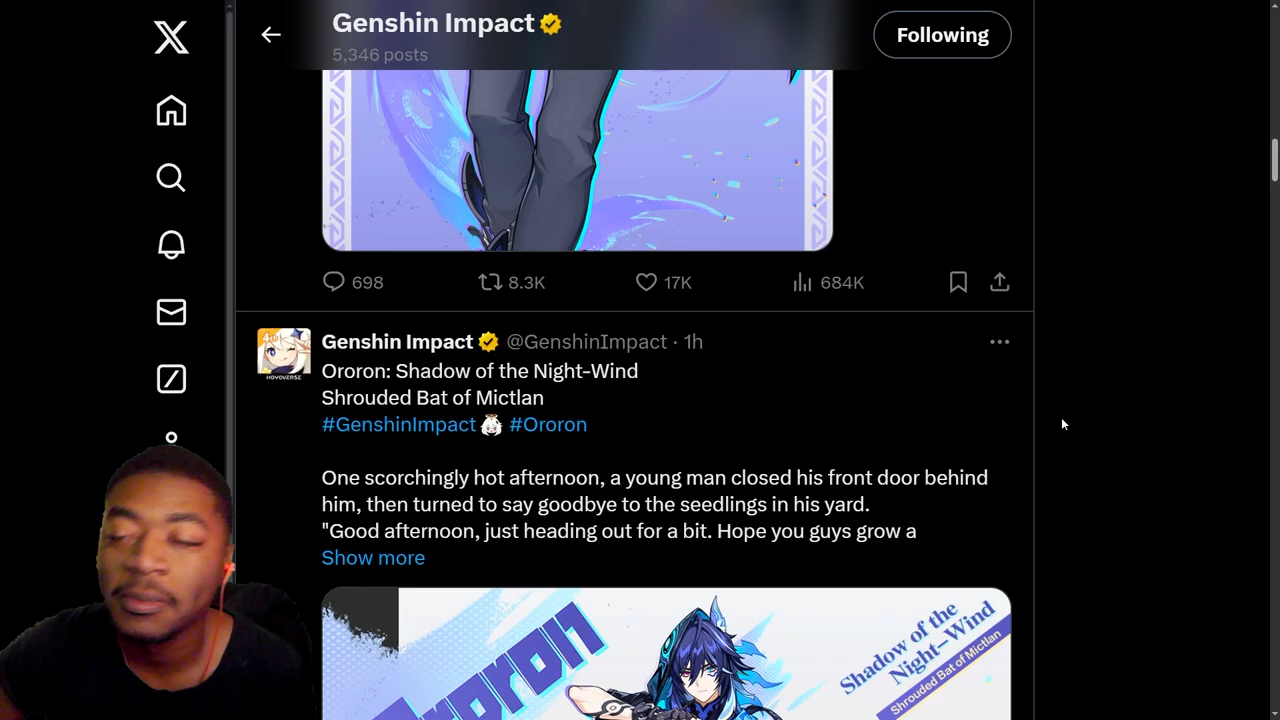 Genshin Impact
5,346 posts
Following
698 8.3K 17K 684K
Genshin Impact @GenshinImpact · 1h
Ororon: Shadow of the Night-Wind
Shrouded Bat of Mictlan
#GenshinImpact #Ororon
One scorchingly hot afternoon, a young man closed his front door behind
him, then turned to say goodbye to the seedlings in his yard.
"Good afternoon, just heading out for a bit. Hope you guys grow a
Show more
HOYOVERSE
Ororon
Shadow of the
Night-Wind
Shrouded Bat of Mictlan